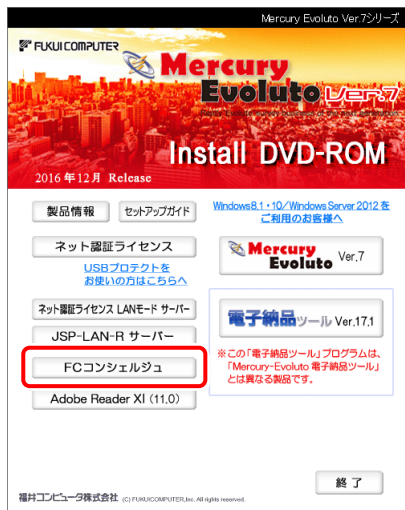 Mercury Evoluto Ver.7シリーズ
FUKUI COMPUTER
Mercury
Evoluto Ver.7
Install DVD-ROM
2016年12月 Release
製品情報
セットアップガイド
Windows8.1・10/Windows Server 2012 を
ご利用のお客様へ
ネット認証ライセンス
USBプロテクトを
お使いの方はこちらへ
Mercury
Evoluto Ver.7
ネット認証ライセンス LANモード サーバー
JSP-LAN-R サーバー
電子納品ツール Ver.17.1
FCコンシェルジュ
※この「電子納品ツール」プログラムは、
「Mercury-Evoluto 電子納品ツール」
とは異なる製品です。
Adobe Reader XI (11.0)
終了
福井コンピュータ株式会社 (C) FUKUI COMPUTER, Inc. All rights reserved.